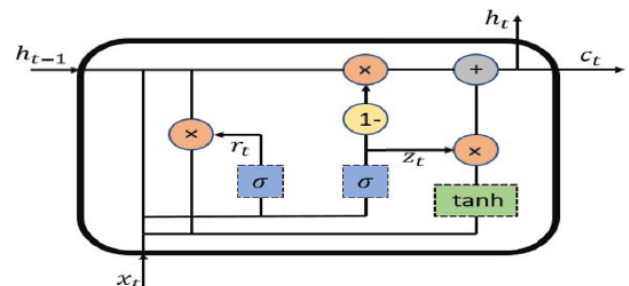 h_t
h_{t-1}
× + c_t
1-
× r_t z_t ×
σ σ tanh
x_t